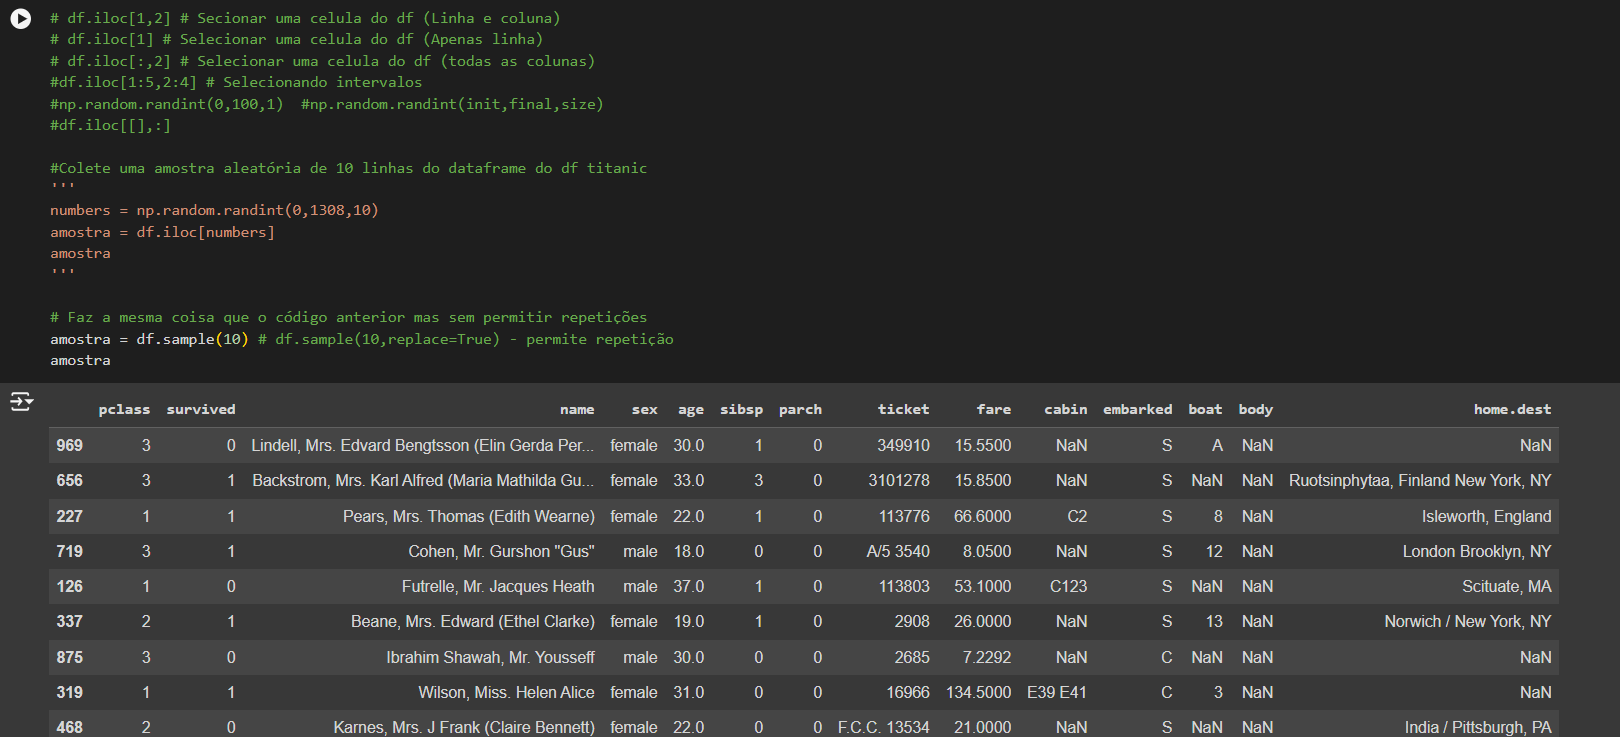 # df.iloc[1,2] # Secionar uma celula do df (Linha e coluna)
# df.iloc[1] # Selecionar uma celula do df (Apenas linha)
# df.iloc[:,2] # Selecionar uma celula do df (todas as colunas)
#df.iloc[1:5,2:4] # Selecionando intervalos
#np.random.randint(0,100,1)  #np.random.randint(init,final,size)
#df.iloc[[],:]
#Colete uma amostra aleatória de 10 linhas do dataframe do df titanic
'''
numbers = np.random.randint(0,1308,10)
amostra = df.iloc[numbers]
amostra
'''
# Faz a mesma coisa que o código anterior mas sem permitir repetições
amostra = df.sample(10) # df.sample(10,replace=True) - permite repetição
amostra
pclass survived name sex age sibsp parch ticket fare cabin embarked boat body home.dest
969 3 0 Lindell, Mrs. Edvard Bengtsson (Elin Gerda Per... female 30.0 1 0 349910 15.5500 NaN S A NaN NaN
656 3 1 Backstrom, Mrs. Karl Alfred (Maria Mathilda Gu... female 33.0 3 0 3101278 15.8500 NaN S NaN NaN Ruotsinphytaa, Finland New York, NY
227 1 1 Pears, Mrs. Thomas (Edith Wearne) female 22.0 1 0 113776 66.6000 C2 S 8 NaN Isleworth, England
719 3 1 Cohen, Mr. Gurshon "Gus" male 18.0 0 0 A/5 3540 8.0500 NaN S 12 NaN London Brooklyn, NY
126 1 0 Futrelle, Mr. Jacques Heath male 37.0 1 0 113803 53.1000 C123 S NaN NaN Scituate, MA
337 2 1 Beane, Mrs. Edward (Ethel Clarke) female 19.0 1 0 2908 26.0000 NaN S 13 NaN Norwich / New York, NY
875 3 0 Ibrahim Shawah, Mr. Yousseff male 30.0 0 0 2685 7.2292 NaN C NaN NaN NaN
319 1 1 Wilson, Miss. Helen Alice female 31.0 0 0 16966 134.5000 E39 E41 C 3 NaN NaN
468 2 0 Karnes, Mrs. J Frank (Claire Bennett) female 22.0 0 0 F.C.C. 13534 21.0000 NaN S NaN NaN India / Pittsburgh, PA